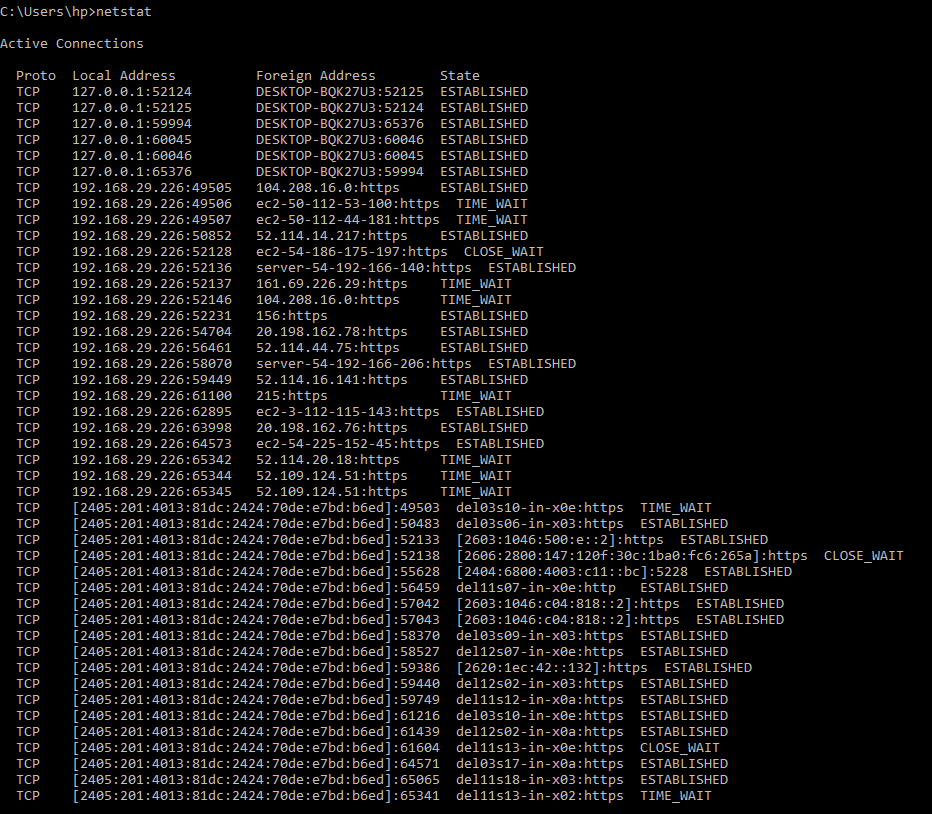 C:\Users\hp>netstat
Active Connections
Proto  Local Address          Foreign Address        State
TCP    127.0.0.1:52124        DESKTOP-BQK27U3:52125  ESTABLISHED
TCP    127.0.0.1:52125        DESKTOP-BQK27U3:52124  ESTABLISHED
TCP    127.0.0.1:59994        DESKTOP-BQK27U3:65376  ESTABLISHED
TCP    127.0.0.1:60045        DESKTOP-BQK27U3:60046  ESTABLISHED
TCP    127.0.0.1:60046        DESKTOP-BQK27U3:60045  ESTABLISHED
TCP    127.0.0.1:65376        DESKTOP-BQK27U3:59994  ESTABLISHED
TCP    192.168.29.226:49505   104.208.16.0:https     ESTABLISHED
TCP    192.168.29.226:49506   ec2-50-112-53-100:https  TIME_WAIT
TCP    192.168.29.226:49507   ec2-50-112-44-181:https  TIME_WAIT
TCP    192.168.29.226:50852   52.114.14.217:https    ESTABLISHED
TCP    192.168.29.226:52128   ec2-54-186-175-197:https  CLOSE_WAIT
TCP    192.168.29.226:52136   server-54-192-166-140:https  ESTABLISHED
TCP    192.168.29.226:52137   161.69.226.29:https    TIME_WAIT
TCP    192.168.29.226:52146   104.208.16.0:https     TIME_WAIT
TCP    192.168.29.226:52231   156:https              ESTABLISHED
TCP    192.168.29.226:54704   20.198.162.78:https    ESTABLISHED
TCP    192.168.29.226:56461   52.114.44.75:https     ESTABLISHED
TCP    192.168.29.226:58070   server-54-192-166-206:https  ESTABLISHED
TCP    192.168.29.226:59449   52.114.16.141:https    ESTABLISHED
TCP    192.168.29.226:61100   215:https              TIME_WAIT
TCP    192.168.29.226:62895   ec2-3-112-115-143:https  ESTABLISHED
TCP    192.168.29.226:63998   20.198.162.76:https    ESTABLISHED
TCP    192.168.29.226:64573   ec2-54-225-152-45:https  ESTABLISHED
TCP    192.168.29.226:65342   52.114.20.18:https     TIME_WAIT
TCP    192.168.29.226:65344   52.109.124.51:https    TIME_WAIT
TCP    192.168.29.226:65345   52.109.124.51:https    TIME_WAIT
TCP    [2405:201:4013:81dc:2424:70de:e7bd:b6ed]:49503  del03s10-in-x0e:https  TIME_WAIT
TCP    [2405:201:4013:81dc:2424:70de:e7bd:b6ed]:50483  del03s06-in-x03:https  ESTABLISHED
TCP    [2405:201:4013:81dc:2424:70de:e7bd:b6ed]:52133  [2603:1046:500:e::2]:https  ESTABLISHED
TCP    [2405:201:4013:81dc:2424:70de:e7bd:b6ed]:52138  [2606:2800:147:120f:30c:1ba0:fc6:265a]:https  CLOSE_WAIT
TCP    [2405:201:4013:81dc:2424:70de:e7bd:b6ed]:55628  [2404:6800:4003:c11::bc]:5228  ESTABLISHED
TCP    [2405:201:4013:81dc:2424:70de:e7bd:b6ed]:56459  del11s07-in-x0e:http   ESTABLISHED
TCP    [2405:201:4013:81dc:2424:70de:e7bd:b6ed]:57042  [2603:1046:c04:818::2]:https  ESTABLISHED
TCP    [2405:201:4013:81dc:2424:70de:e7bd:b6ed]:57043  [2603:1046:c04:818::2]:https  ESTABLISHED
TCP    [2405:201:4013:81dc:2424:70de:e7bd:b6ed]:58370  del03s09-in-x03:https  ESTABLISHED
TCP    [2405:201:4013:81dc:2424:70de:e7bd:b6ed]:58527  del12s07-in-x0e:https  ESTABLISHED
TCP    [2405:201:4013:81dc:2424:70de:e7bd:b6ed]:59386  [2620:1ec:42::132]:https  ESTABLISHED
TCP    [2405:201:4013:81dc:2424:70de:e7bd:b6ed]:59440  del12s02-in-x03:https  ESTABLISHED
TCP    [2405:201:4013:81dc:2424:70de:e7bd:b6ed]:59749  del11s12-in-x0a:https  ESTABLISHED
TCP    [2405:201:4013:81dc:2424:70de:e7bd:b6ed]:61216  del03s10-in-x0e:https  ESTABLISHED
TCP    [2405:201:4013:81dc:2424:70de:e7bd:b6ed]:61439  del12s02-in-x0a:https  ESTABLISHED
TCP    [2405:201:4013:81dc:2424:70de:e7bd:b6ed]:61604  del11s13-in-x0e:https  CLOSE_WAIT
TCP    [2405:201:4013:81dc:2424:70de:e7bd:b6ed]:64571  del03s17-in-x0a:https  ESTABLISHED
TCP    [2405:201:4013:81dc:2424:70de:e7bd:b6ed]:65065  del11s18-in-x03:https  ESTABLISHED
TCP    [2405:201:4013:81dc:2424:70de:e7bd:b6ed]:65341  del11s13-in-x02:https  TIME_WAIT